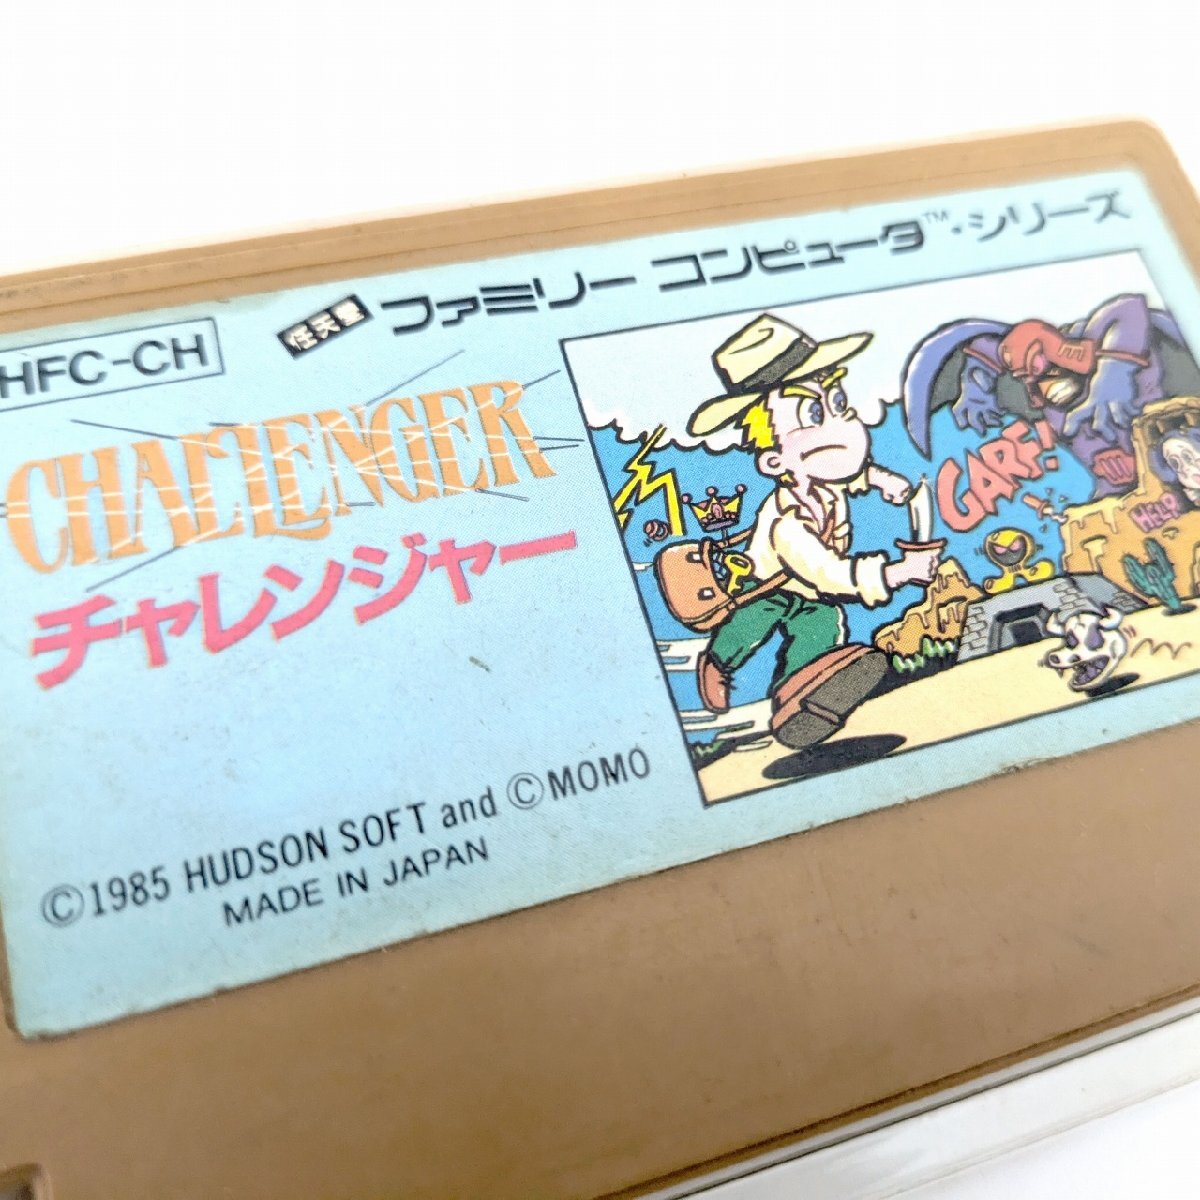 任天堂 ファミリー コンピュータ™・シリーズ
HFC-CH
CHALLENGER
チャレンジャー
GARF!
HELP
©1985 HUDSON SOFT and ©MOMO
MADE IN JAPAN